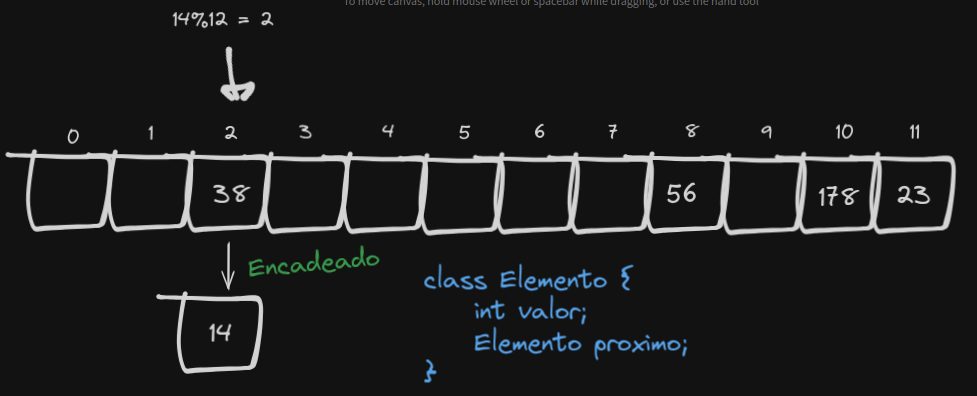 To move canvas, hold mouse wheel or spacebar while dragging, or use the hand tool
14%12 = 2
0 1 2 3 4 5 6 7 8 9 10 11
38 56 178 23
Encadeado
14
class Elemento {
int valor;
Elemento proximo;
}